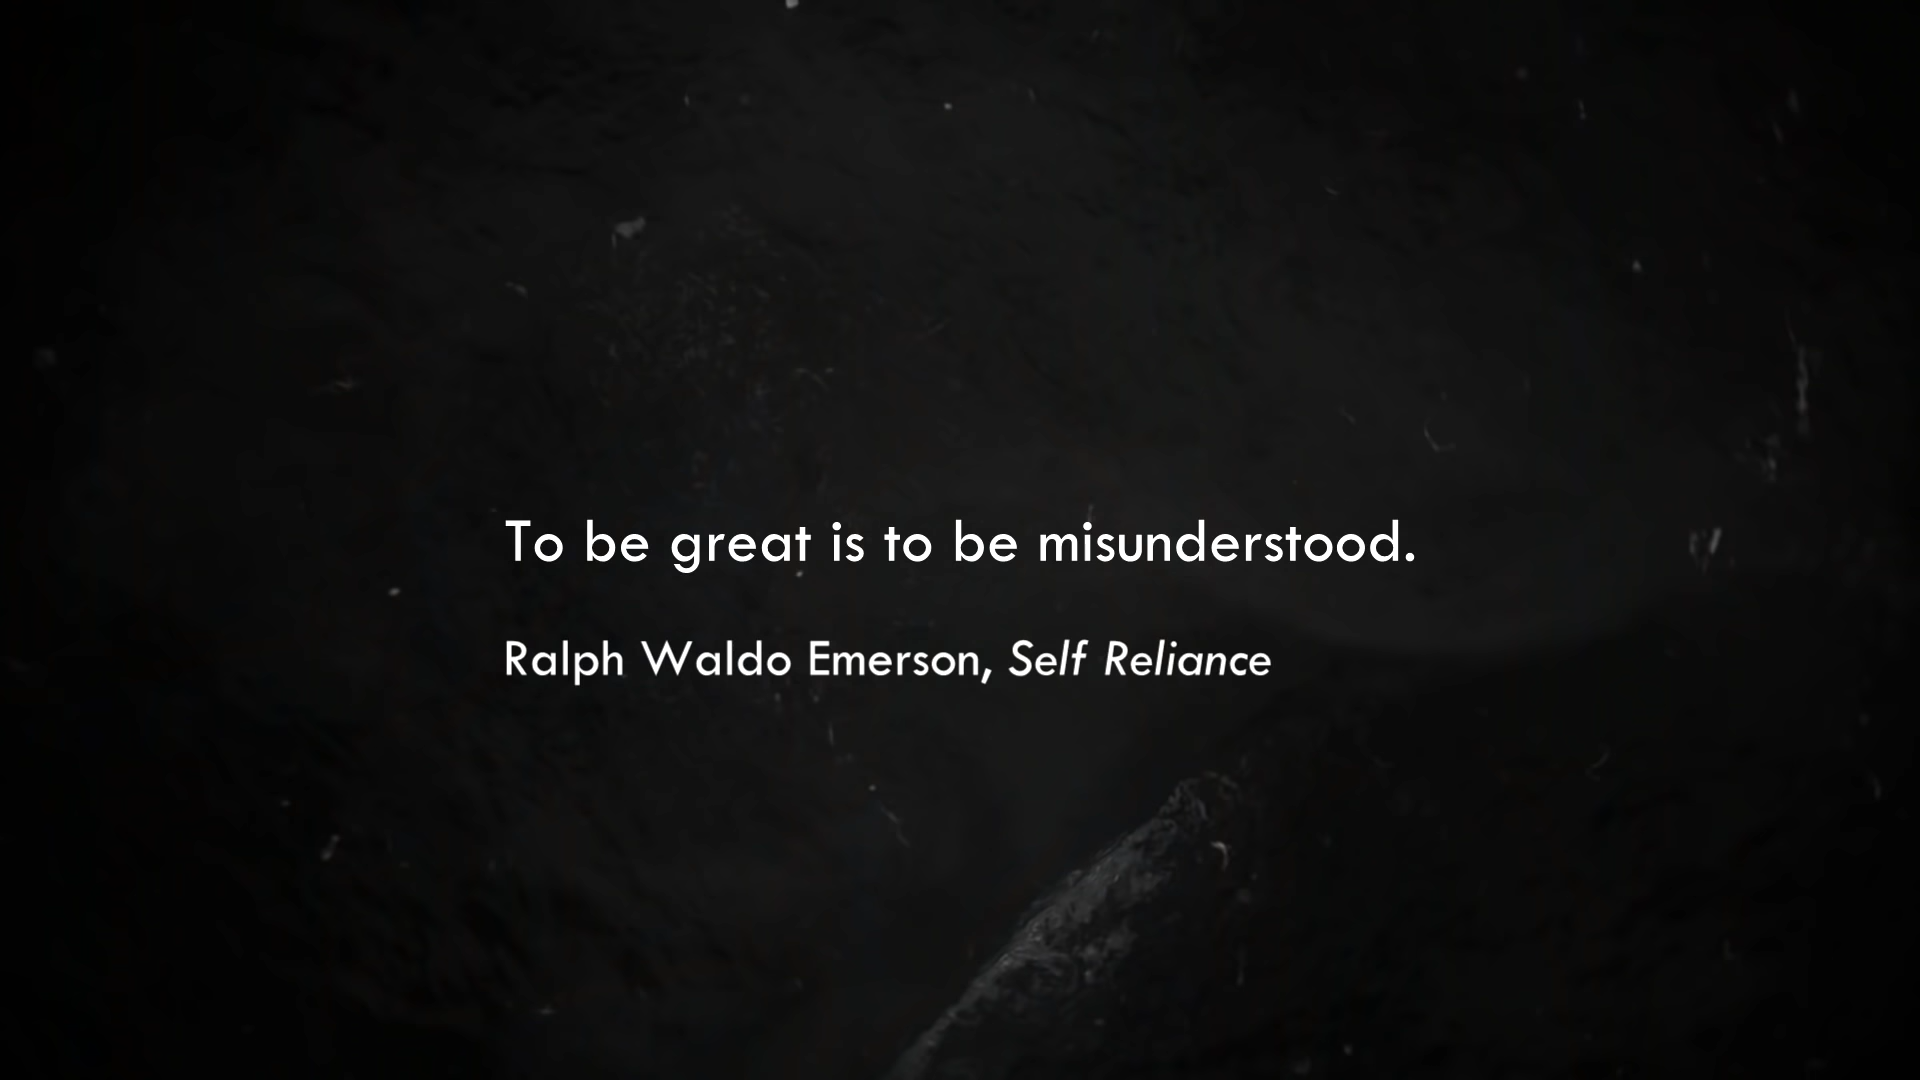 To be great is to be misunderstood.
Ralph Waldo Emerson, Self Reliance